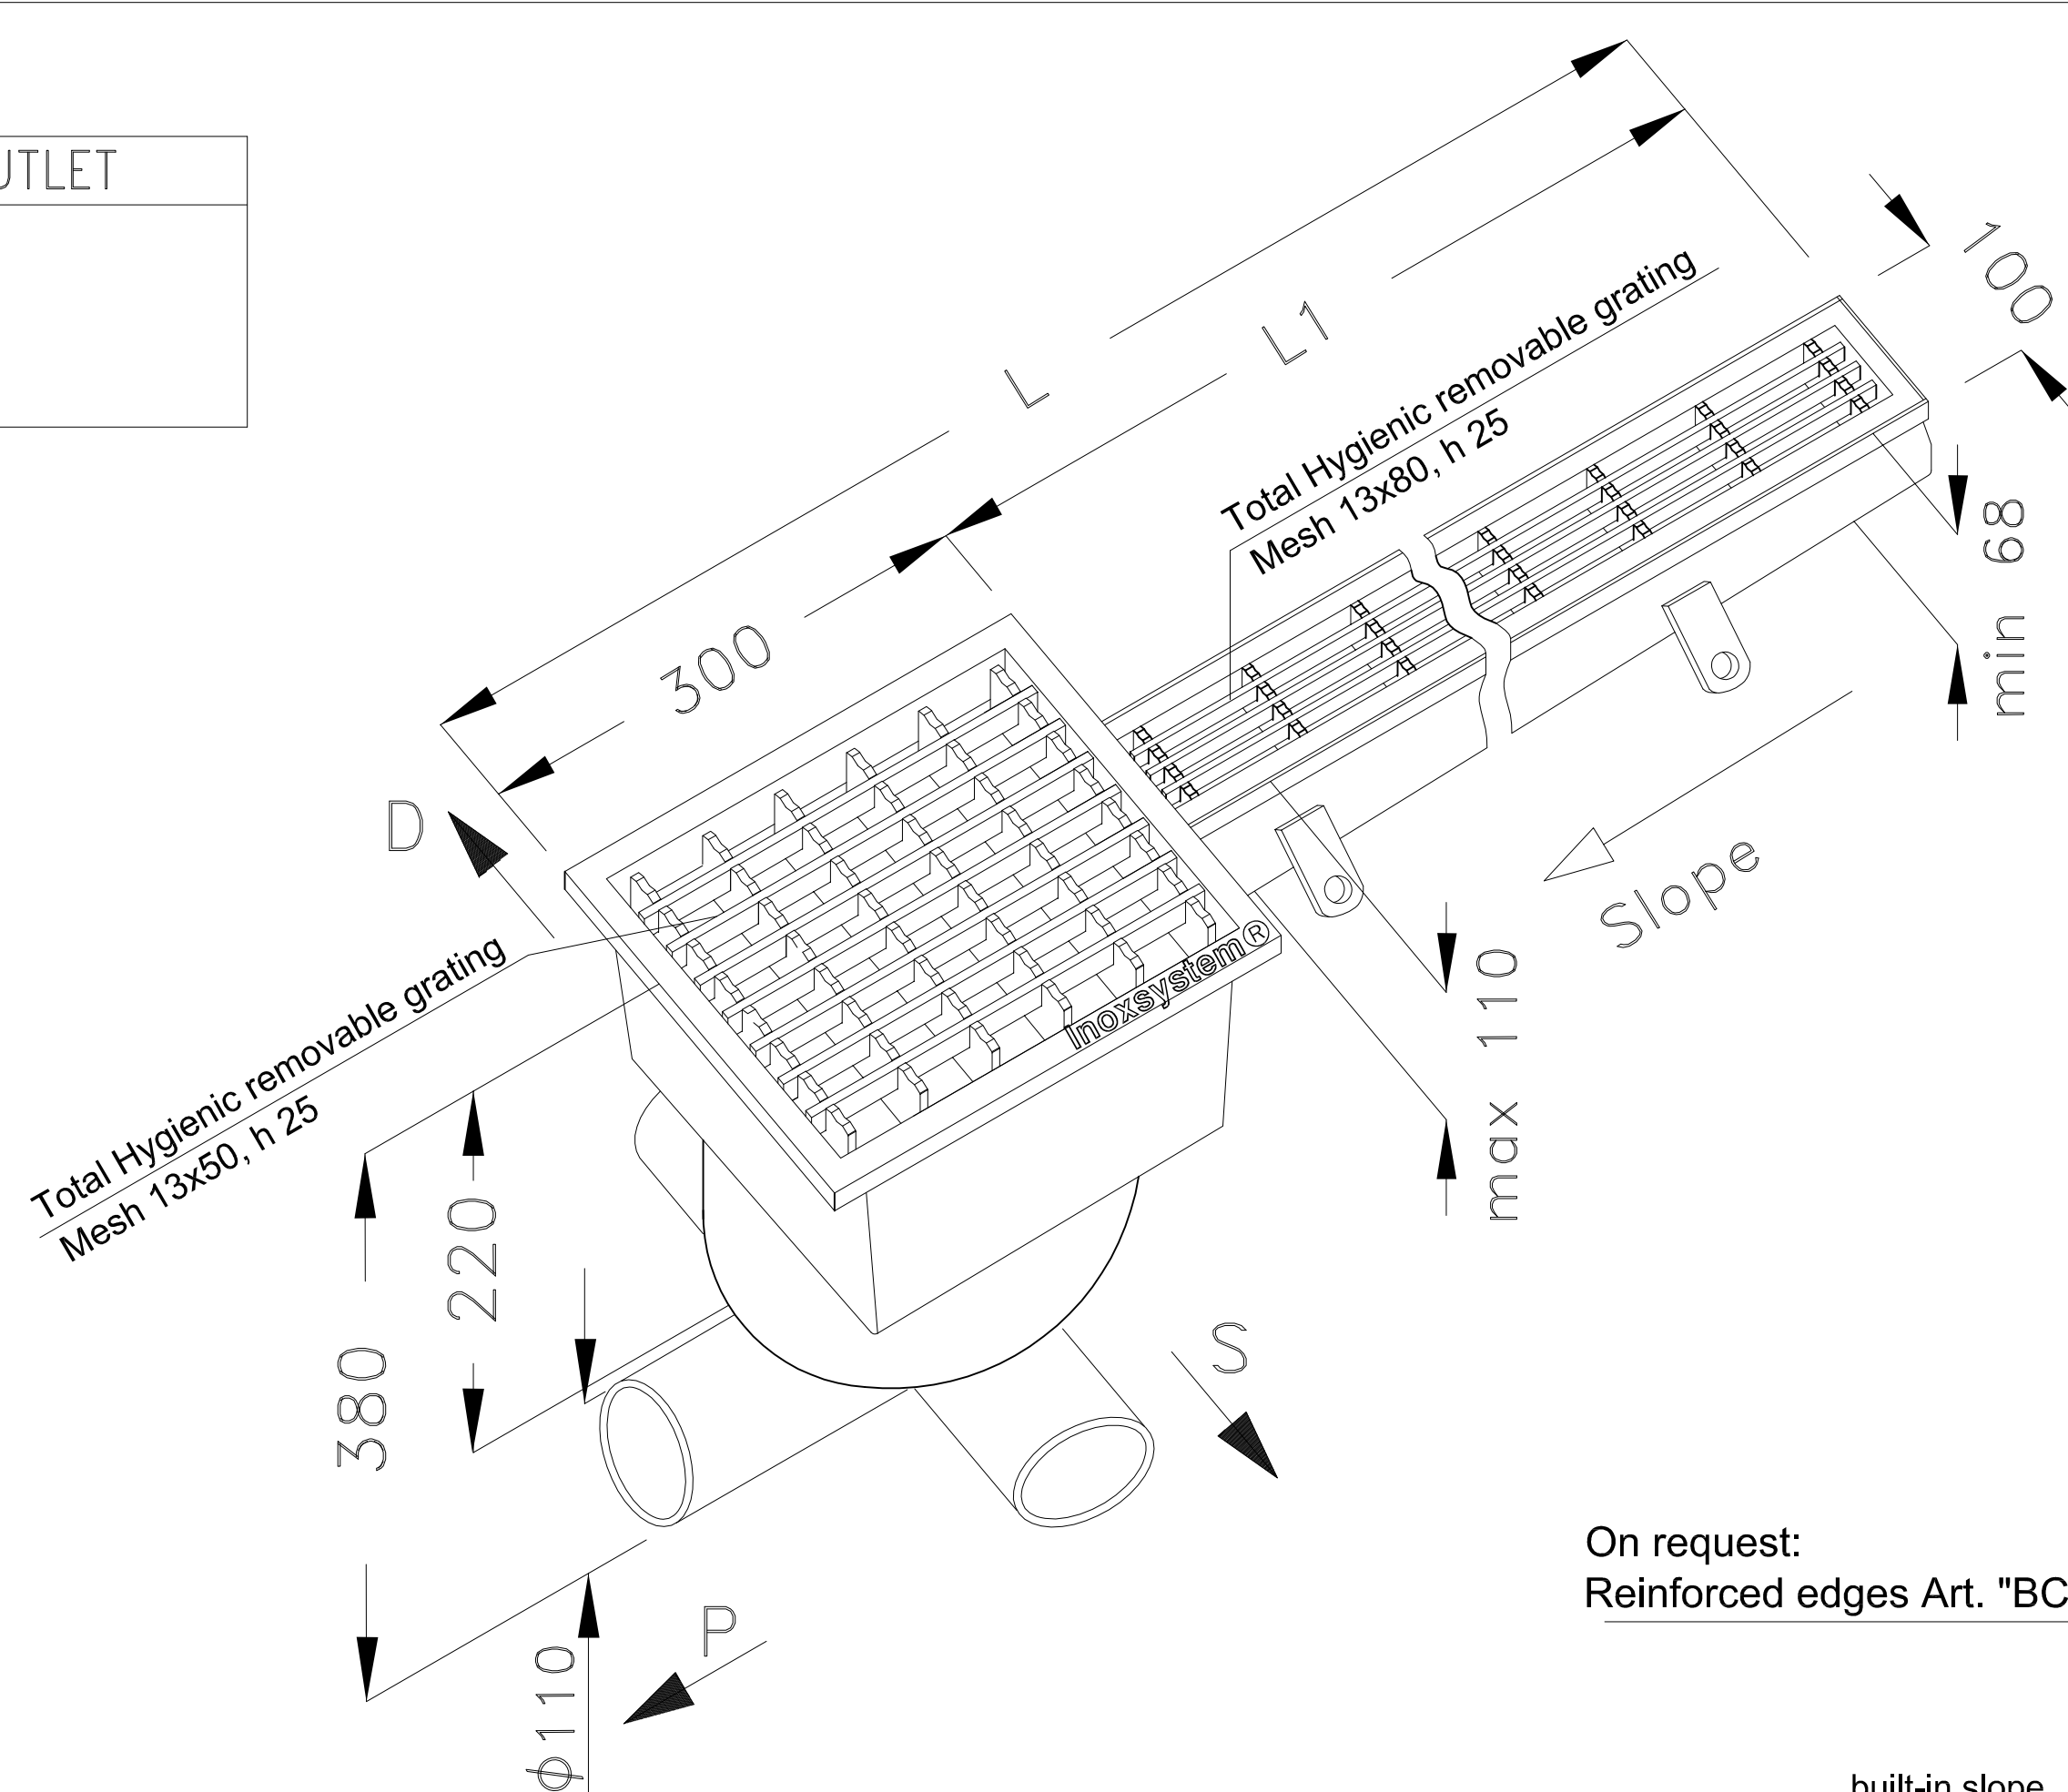 UTLET
L
L1
100
Total Hygienic removable grating
Mesh 13x80, h 25
300
min 68
D
Slope
Inoxsystem®
max 110
Total Hygienic removable grating
Mesh 13x50, h 25
220
380
S
On request:
Reinforced edges Art. "BC
P
ϕ110
built-in slope